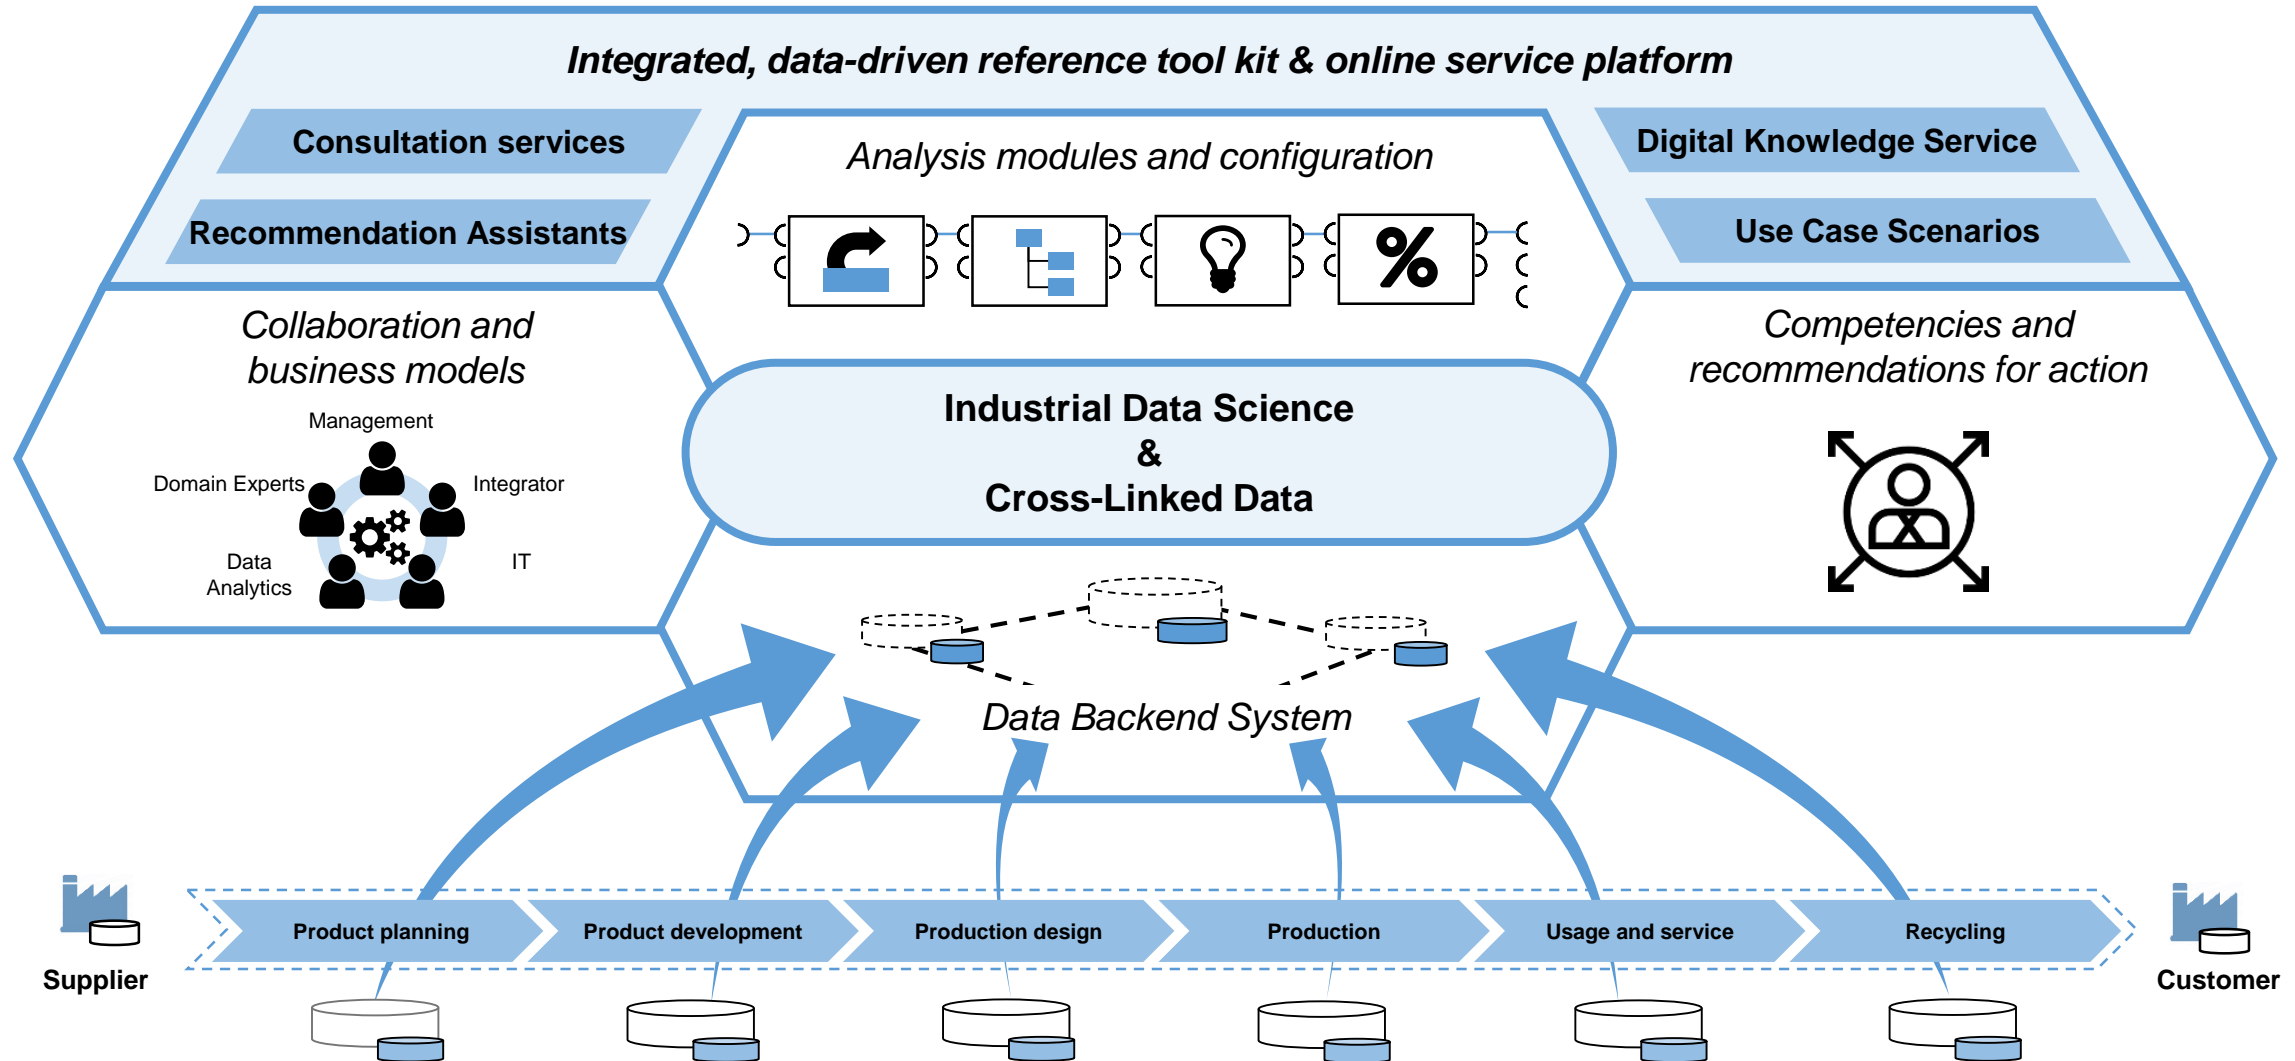 Integrated, data-driven reference tool kit & online service platform
Consultation services
Recommendation Assistants
Analysis modules and configuration
%
Digital Knowledge Service
Use Case Scenarios
Collaboration and
business models
Management
Domain Experts
Integrator
Data
Analytics
IT
Industrial Data Science
&
Cross-Linked Data
Competencies and
recommendations for action
Data Backend System
Supplier
Product planning
Product development
Production design
Production
Usage and service
Recycling
Customer